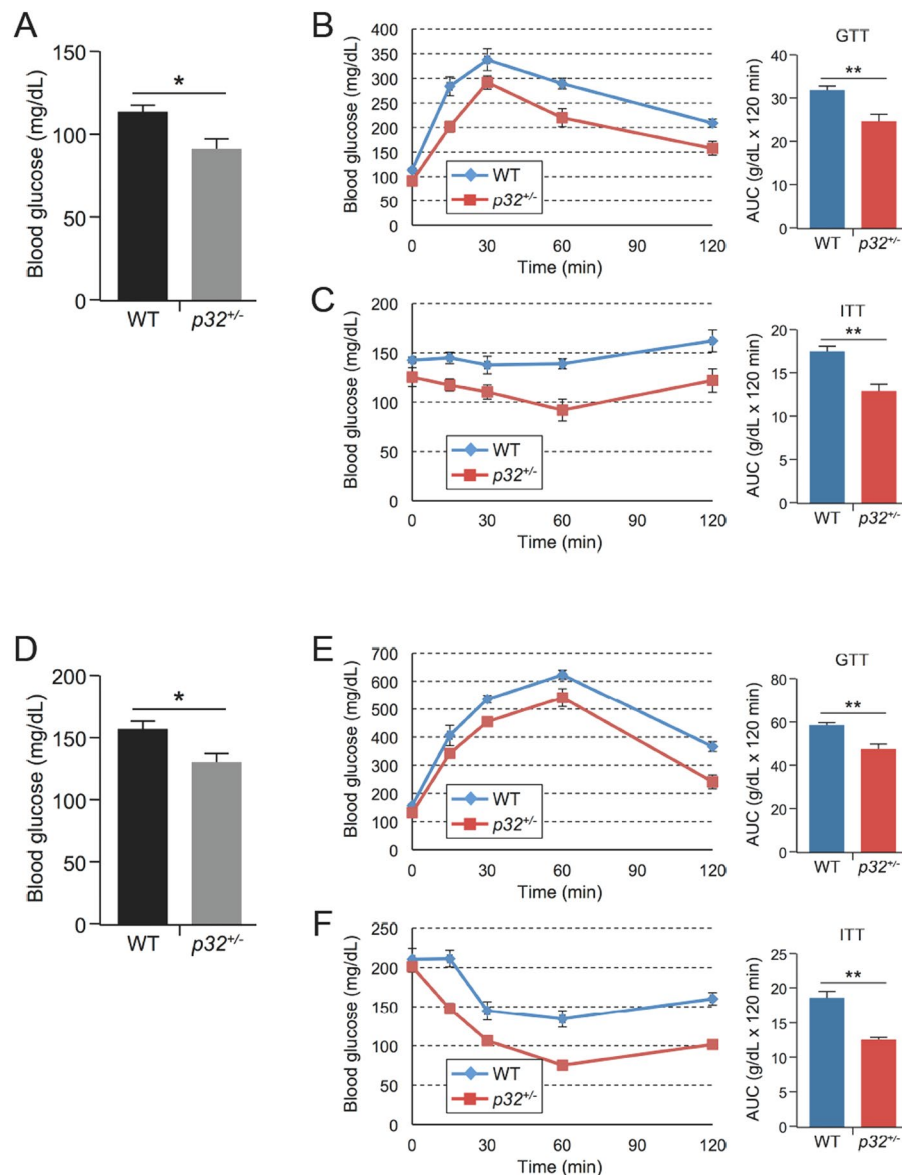 A
Blood glucose (mg/dL)
150
100
50
0
*
WT
p32+/-
B
Blood glucose (mg/dL)
400
350
300
250
200
150
100
50
0
WT
p32+/-
0
30
60
90
120
Time (min)
GTT
**
AUC (g/dL x 120 min)
40
30
20
10
0
WT
p32+/-
C
Blood glucose (mg/dL)
200
150
100
50
0
WT
p32+/-
0
30
60
90
120
Time (min)
ITT
**
AUC (g/dL x 120 min)
20
15
10
5
0
WT
p32+/-
D
Blood glucose (mg/dL)
200
150
100
50
0
*
WT
p32+/-
E
Blood glucose (mg/dL)
700
600
500
400
300
200
100
0
WT
p32+/-
0
30
60
90
120
Time (min)
GTT
**
AUC (g/dL x 120 min)
80
60
40
20
0
WT
p32+/-
F
Blood glucose (mg/dL)
250
200
150
100
50
0
WT
p32+/-
0
30
60
90
120
Time (min)
ITT
**
AUC (g/dL x 120 min)
25
20
15
10
5
0
WT
p32+/-